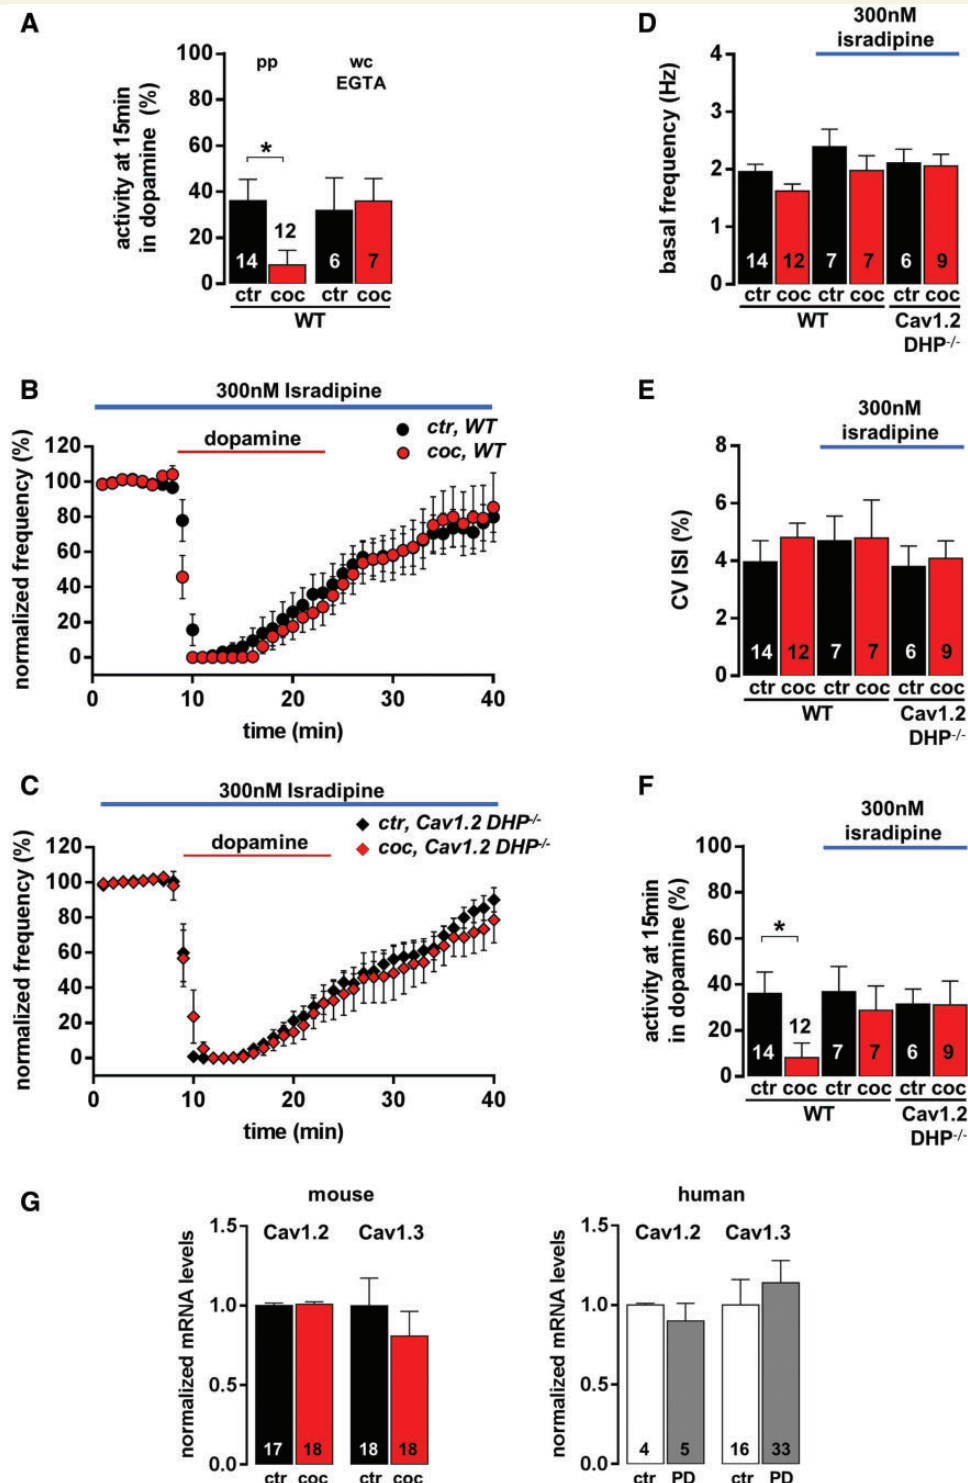 A
activity at 15min
in dopamine (%)
100
80
60
40
20
0
pp
wc
EGTA
*
14
12
6
7
ctr coc ctr coc
WT
D
300nM
isradipine
basal frequency (Hz)
4
3
2
1
0
14
12
7
7
6
9
ctr coc ctr coc ctr coc
WT
Cav1.2
DHP-/-
B
300nM Isradipine
dopamine
ctr, WT
coc, WT
normalized frequency (%)
120
100
80
60
40
20
0
0
10
20
30
40
time (min)
E
300nM
isradipine
CV ISI (%)
8
6
4
2
0
14
12
7
7
6
9
ctr coc ctr coc ctr coc
WT
Cav1.2
DHP-/-
C
300nM Isradipine
dopamine
ctr, Cav1.2 DHP-/-
coc, Cav1.2 DHP-/-
normalized frequency (%)
120
100
80
60
40
20
0
0
10
20
30
40
time (min)
F
300nM
isradipine
activity at 15min
in dopamine (%)
100
80
60
40
20
0
*
14
12
7
7
6
9
ctr coc ctr coc ctr coc
WT
Cav1.2
DHP-/-
G
mouse
normalized mRNA levels
1.5
1.0
0.5
0.0
Cav1.2
Cav1.3
17
18
18
18
ctr coc ctr coc
human
normalized mRNA levels
1.5
1.0
0.5
0.0
Cav1.2
Cav1.3
4
5
16
33
ctr PD ctr PD